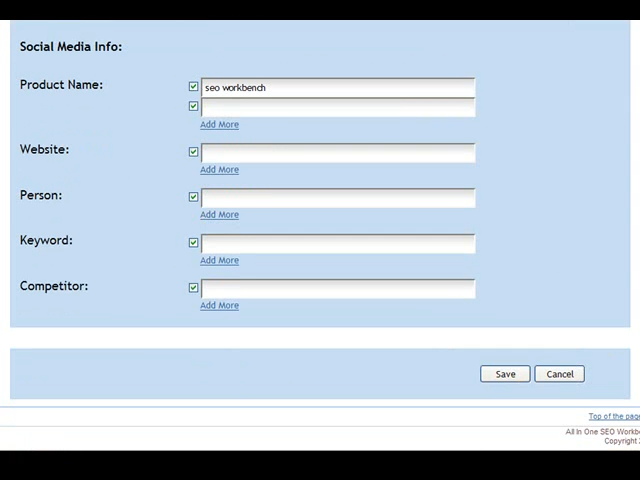 Social Media Info:
Product Name:
seo workbench
Add More
Website:
Add More
Person:
Add More
Keyword:
Add More
Competitor:
Add More
Save Cancel
Top of the page
All In One SEO
Copyright